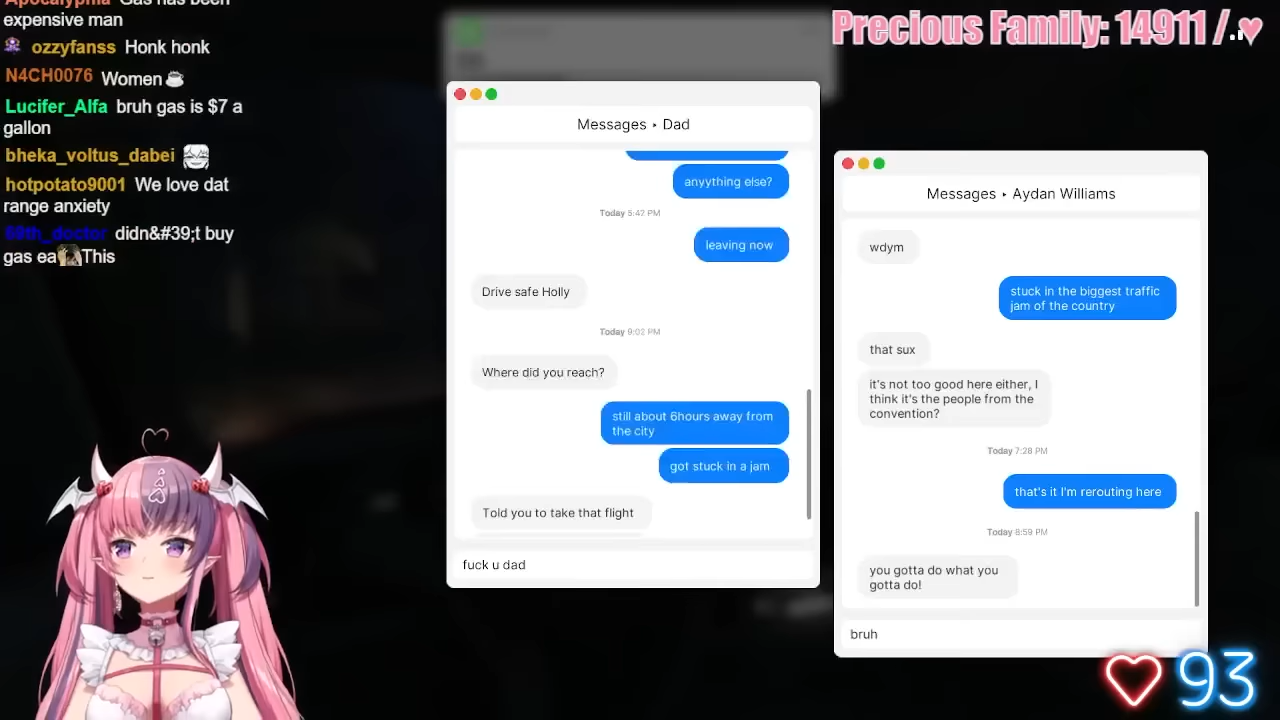 Apocalyphia Gas has been
expensive man
ozzyfanss Honk honk
N4CH0076 Women
Lucifer_Alfa bruh gas is $7 a
gallon
bheka_voltus_dabei
hotpotato9001 We love dat
range anxiety
69th_doctor didn&#39;t buy
gas ea This
Precious Family: 14911 /
Messages ‣ Dad
anyything else?
Today 5:47 PM
leaving now
Drive safe Holly
Today 9:02 PM
Where did you reach?
still about 6hours away from
the city
got stuck in a jam
Told you to take that flight
fuck u dad
Messages ‣ Aydan Williams
wdym
stuck in the biggest traffic
jam of the country
that sux
it's not too good here either, I
think it's the people from the
convention?
Today 7:28 PM
that's it I'm rerouting here
Today 8:59 PM
you gotta do what you
gotta do!
bruh
93